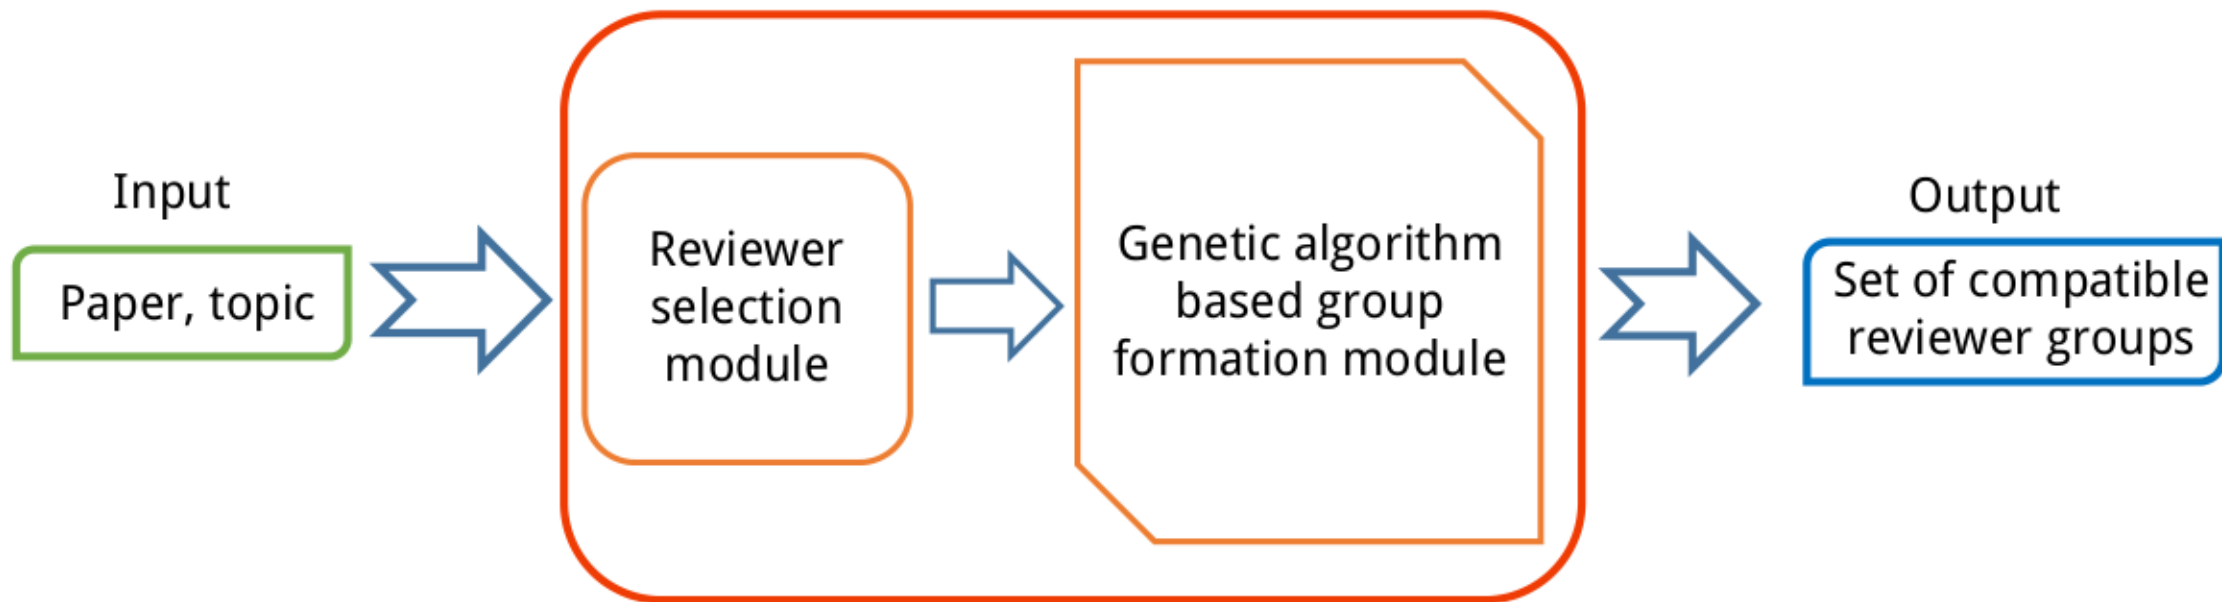 Input
Paper, topic
Reviewer
selection
module
Genetic algorithm
based group
formation module
Output
Set of compatible
reviewer groups